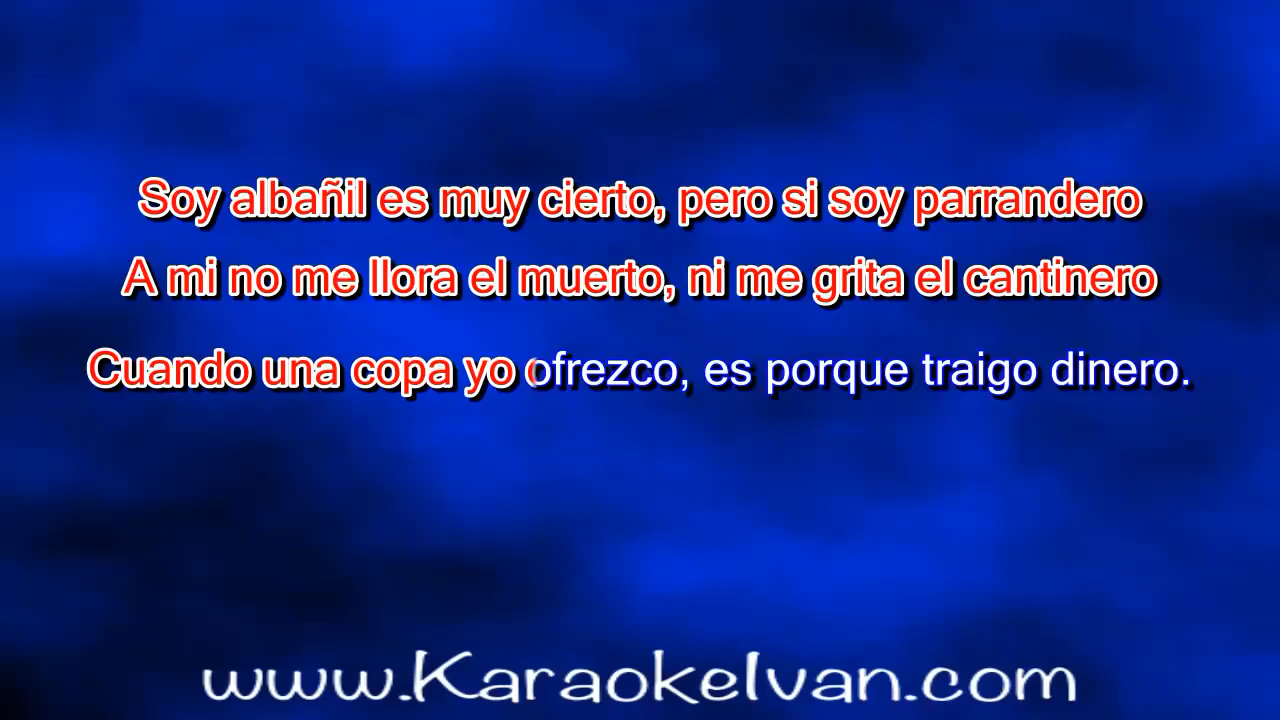 Soy albañil es muy cierto, pero si soy parrandero
A mi no me llora el muerto, ni me grita el cantinero
Cuando una copa yo ofrezco, es porque traigo dinero.
www.KaraokeIvan.com